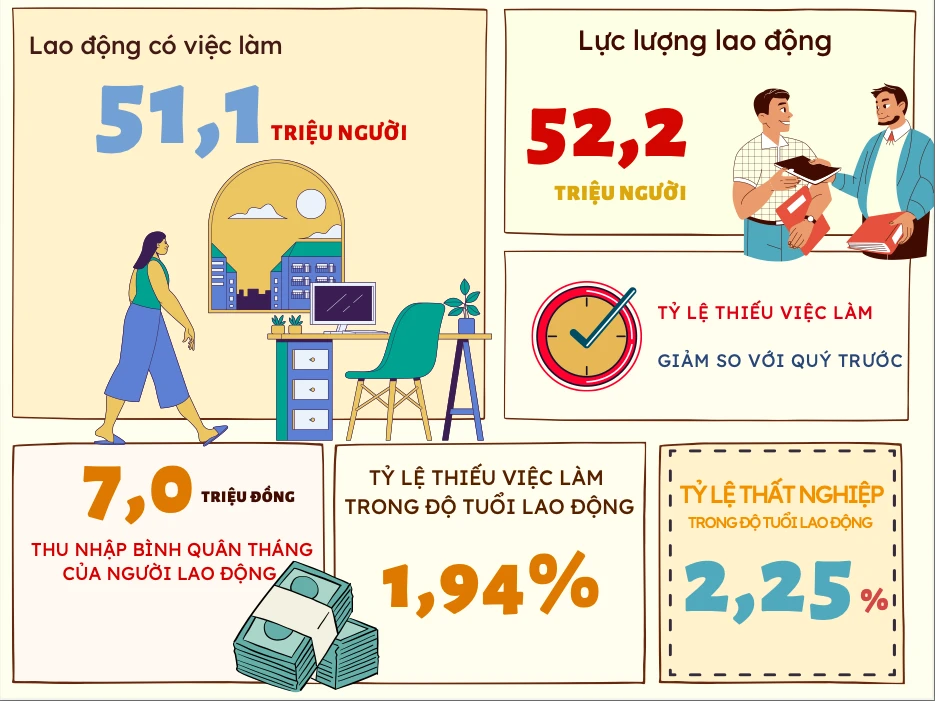 Lao động có việc làm
51,1 TRIỆU NGƯỜI
Lực lượng lao động
52,2
TRIỆU NGƯỜI
TỶ LỆ THIẾU VIỆC LÀM
GIẢM SO VỚI QUÝ TRƯỚC
7,0 TRIỆU ĐỒNG
THU NHẬP BÌNH QUÂN THÁNG
CỦA NGƯỜI LAO ĐỘNG
TỶ LỆ THIẾU VIỆC LÀM
TRONG ĐỘ TUỔI LAO ĐỘNG
1,94%
TỶ LỆ THẤT NGHIỆP
TRONG ĐỘ TUỔI LAO ĐỘNG
2,25 %